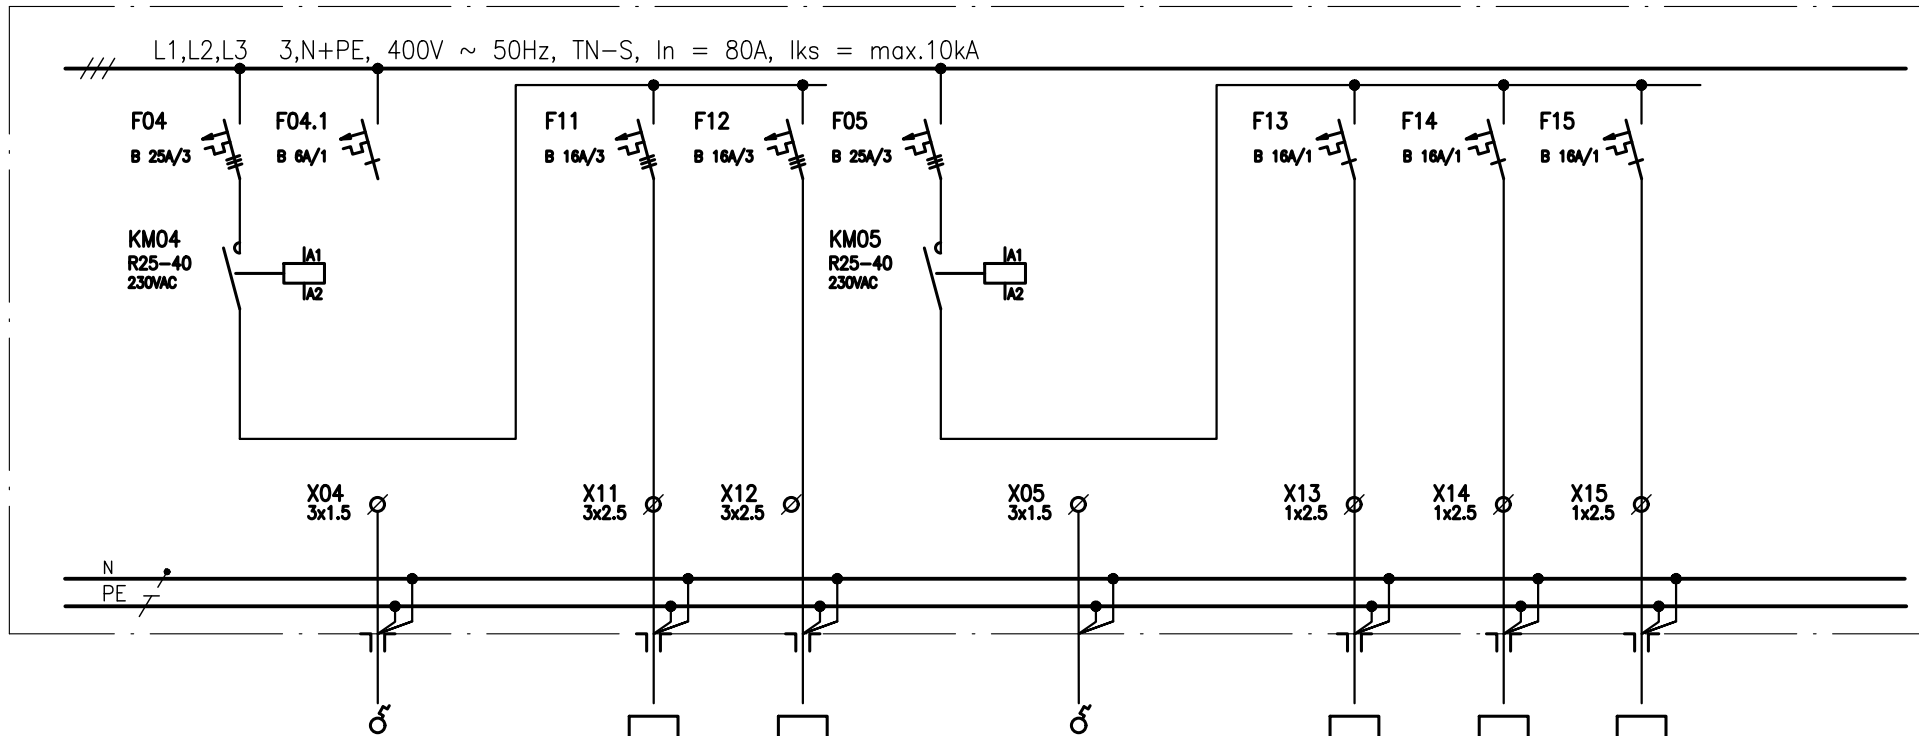 L1,L2,L3 3,N+PE, 400V ~ 50Hz, TN-S, In = 80A, Iks = max.10kA
F04
B 25A/3
F04.1
B 6A/1
F11
B 16A/3
F12
B 16A/3
F05
B 25A/3
F13
B 16A/1
F14
B 16A/1
F15
B 16A/1
KM04
R25-40
230VAC
A1
A2
KM05
R25-40
230VAC
A1
A2
X04
3x1.5
X11
3x2.5
X12
3x2.5
X05
3x1.5
X13
1x2.5
X14
1x2.5
X15
1x2.5
N
PE